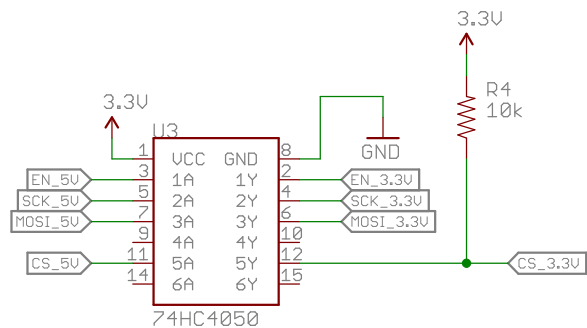 3.3V
R4
10k
3.3V
U3
GND
1 VCC GND 8
EN_5V 3 1A 1Y 2 EN_3.3V
SCK_5V 5 2A 2Y 4 SCK_3.3V
MOSI_5V 7 3A 3Y 6 MOSI_3.3V
9 4A 4Y 10
CS_5V 11 5A 5Y 12 CS_3.3V
14 6A 6Y 15
74HC4050